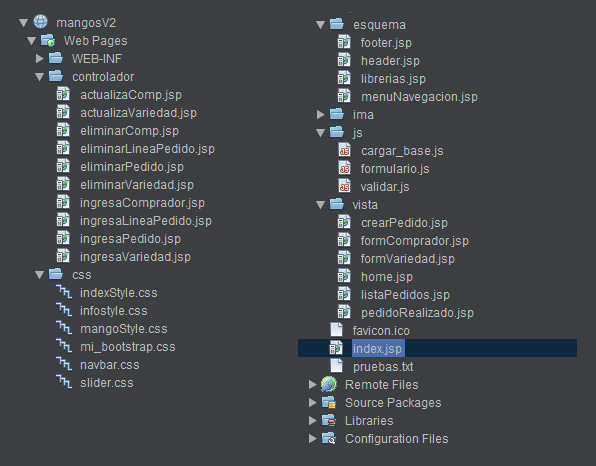 mangosV2
Web Pages
WEB-INF
controlador
actualizaComp.jsp
actualizaVariedad.jsp
eliminarComp.jsp
eliminarLineaPedido.jsp
eliminarPedido.jsp
eliminarVariedad.jsp
ingresaComprador.jsp
ingresaLineaPedido.jsp
ingresaPedido.jsp
ingresaVariedad.jsp
css
indexStyle.css
infostyle.css
mangoStyle.css
mi_bootstrap.css
navbar.css
slider.css
esquema
footer.jsp
header.jsp
librerias.jsp
menuNavegacion.jsp
ima
js
cargar_base.js
formulario.js
validar.js
vista
crearPedido.jsp
formComprador.jsp
formVariedad.jsp
home.jsp
listaPedidos.jsp
pedidoRealizado.jsp
favicon.ico
index.jsp
pruebas.txt
Remote Files
Source Packages
Libraries
Configuration Files